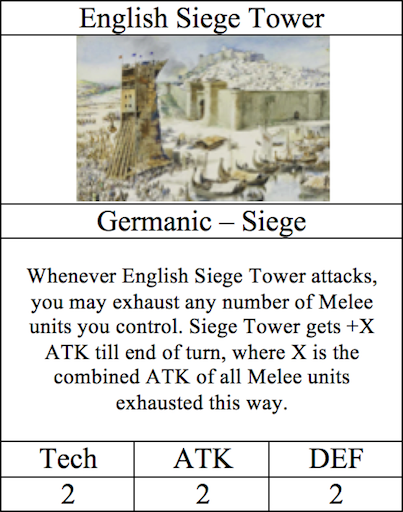 English Siege Tower
Germanic – Siege
Whenever English Siege Tower attacks,
you may exhaust any number of Melee
units you control. Siege Tower gets +X
ATK till end of turn, where X is the
combined ATK of all Melee units
exhausted this way.
Tech ATK DEF
2 2 2